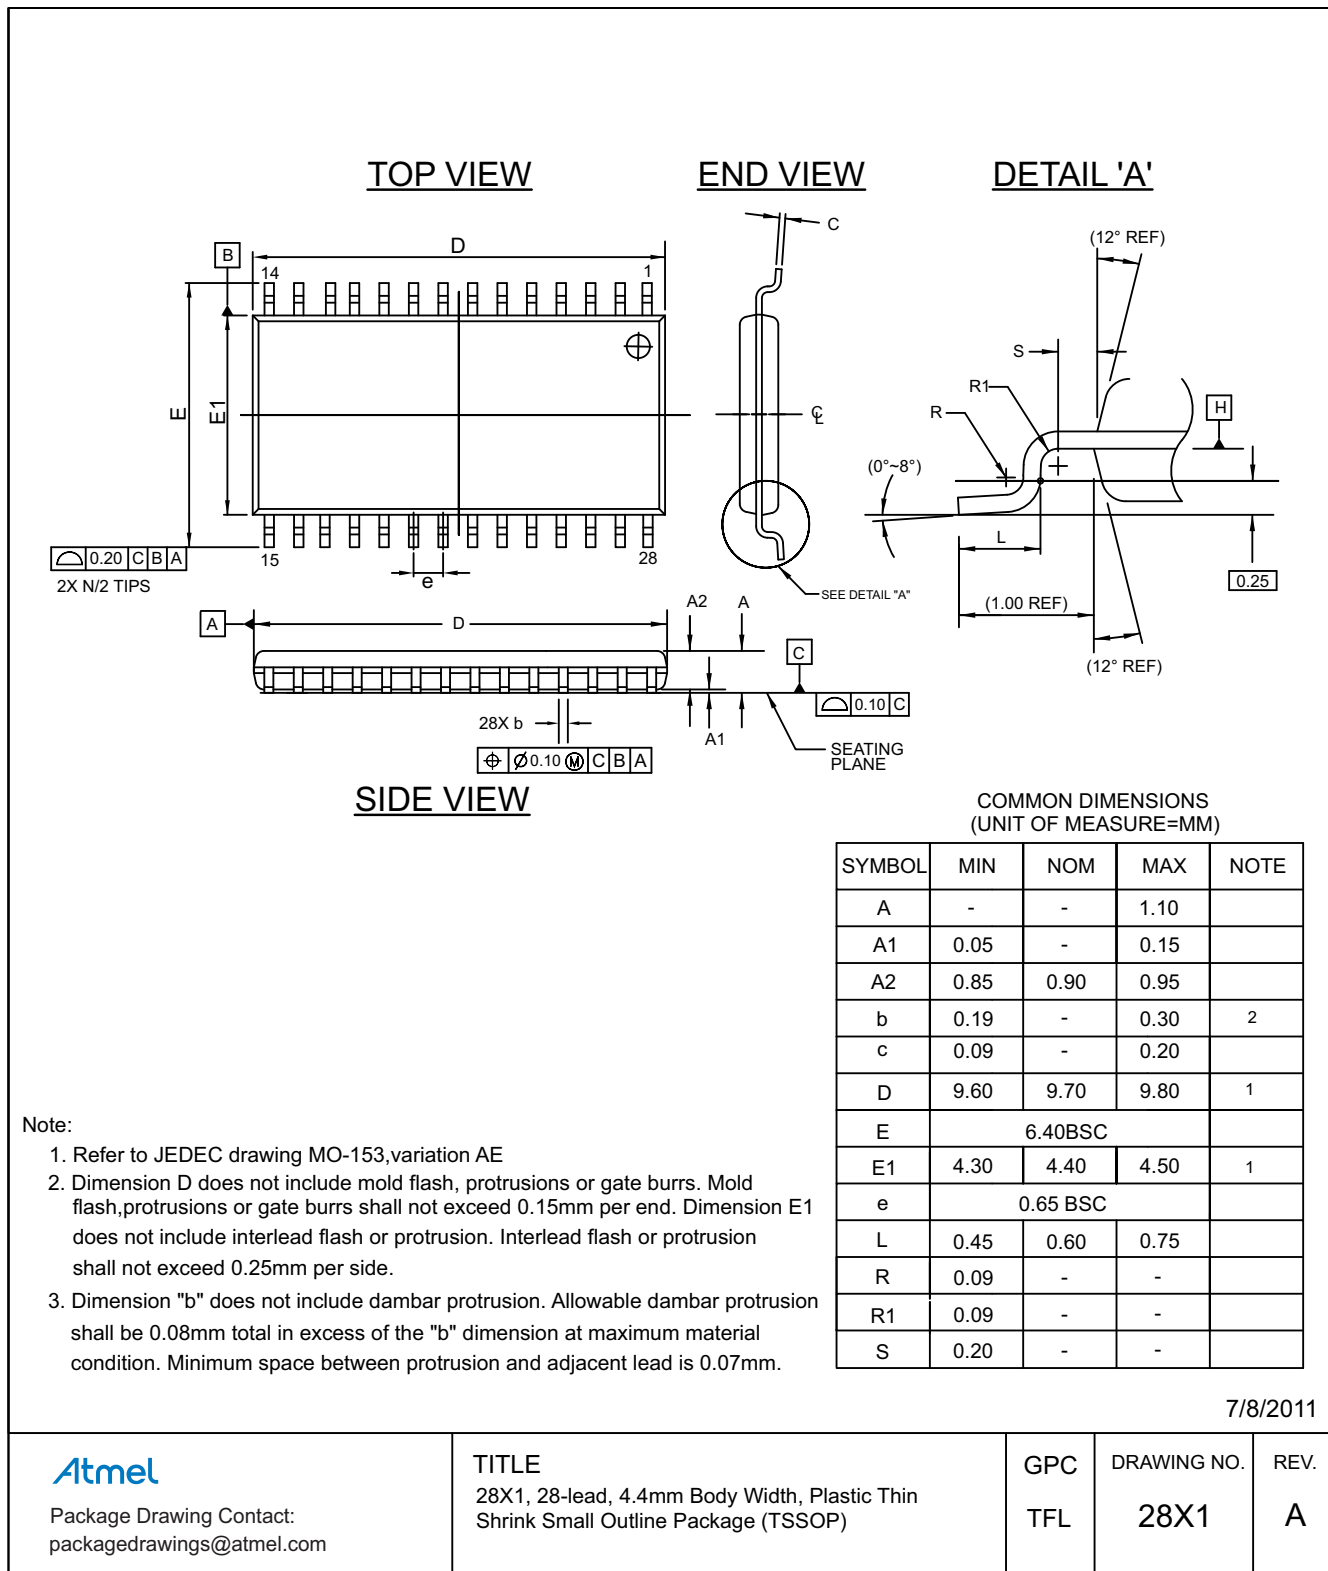 TOP VIEW
END VIEW
DETAIL 'A'
C
(12° REF)
B
D
14
1
S
R1
R
H
E
E1
C
L
(0°~8°)
L
15
28
0.20 C B A
2X N/2 TIPS
e
SEE DETAIL "A"
0.25
(1.00 REF)
(12° REF)
A
D
A2
A
C
0.10 C
28X b
A1
Ø0.10 Ⓜ C B A
SEATING
PLANE
SIDE VIEW
COMMON DIMENSIONS
(UNIT OF MEASURE=MM)
SYMBOL MIN NOM MAX NOTE
A - - 1.10
A1 0.05 - 0.15
A2 0.85 0.90 0.95
b 0.19 - 0.30 2
c 0.09 - 0.20
D 9.60 9.70 9.80 1
E 6.40BSC
E1 4.30 4.40 4.50 1
e 0.65 BSC
L 0.45 0.60 0.75
R 0.09 - -
R1 0.09 - -
S 0.20 - -
Note:
1. Refer to JEDEC drawing MO-153,variation AE
2. Dimension D does not include mold flash, protrusions or gate burrs. Mold
flash,protrusions or gate burrs shall not exceed 0.15mm per end. Dimension E1
does not include interlead flash or protrusion. Interlead flash or protrusion
shall not exceed 0.25mm per side.
3. Dimension "b" does not include dambar protrusion. Allowable dambar protrusion
shall be 0.08mm total in excess of the "b" dimension at maximum material
condition. Minimum space between protrusion and adjacent lead is 0.07mm.
7/8/2011
Atmel
Package Drawing Contact:
packagedrawings@atmel.com
TITLE
28X1, 28-lead, 4.4mm Body Width, Plastic Thin
Shrink Small Outline Package (TSSOP)
GPC
TFL
DRAWING NO.
28X1
REV.
A